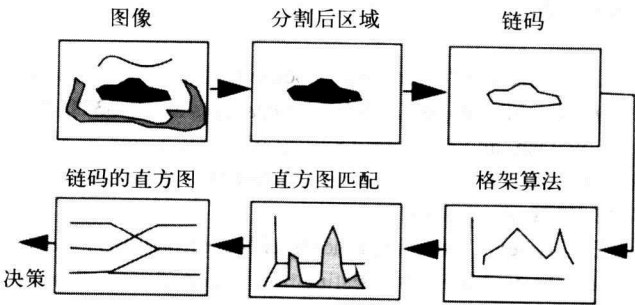 图像
分割后区域
链码
链码的直方图
直方图匹配
格架算法
决策